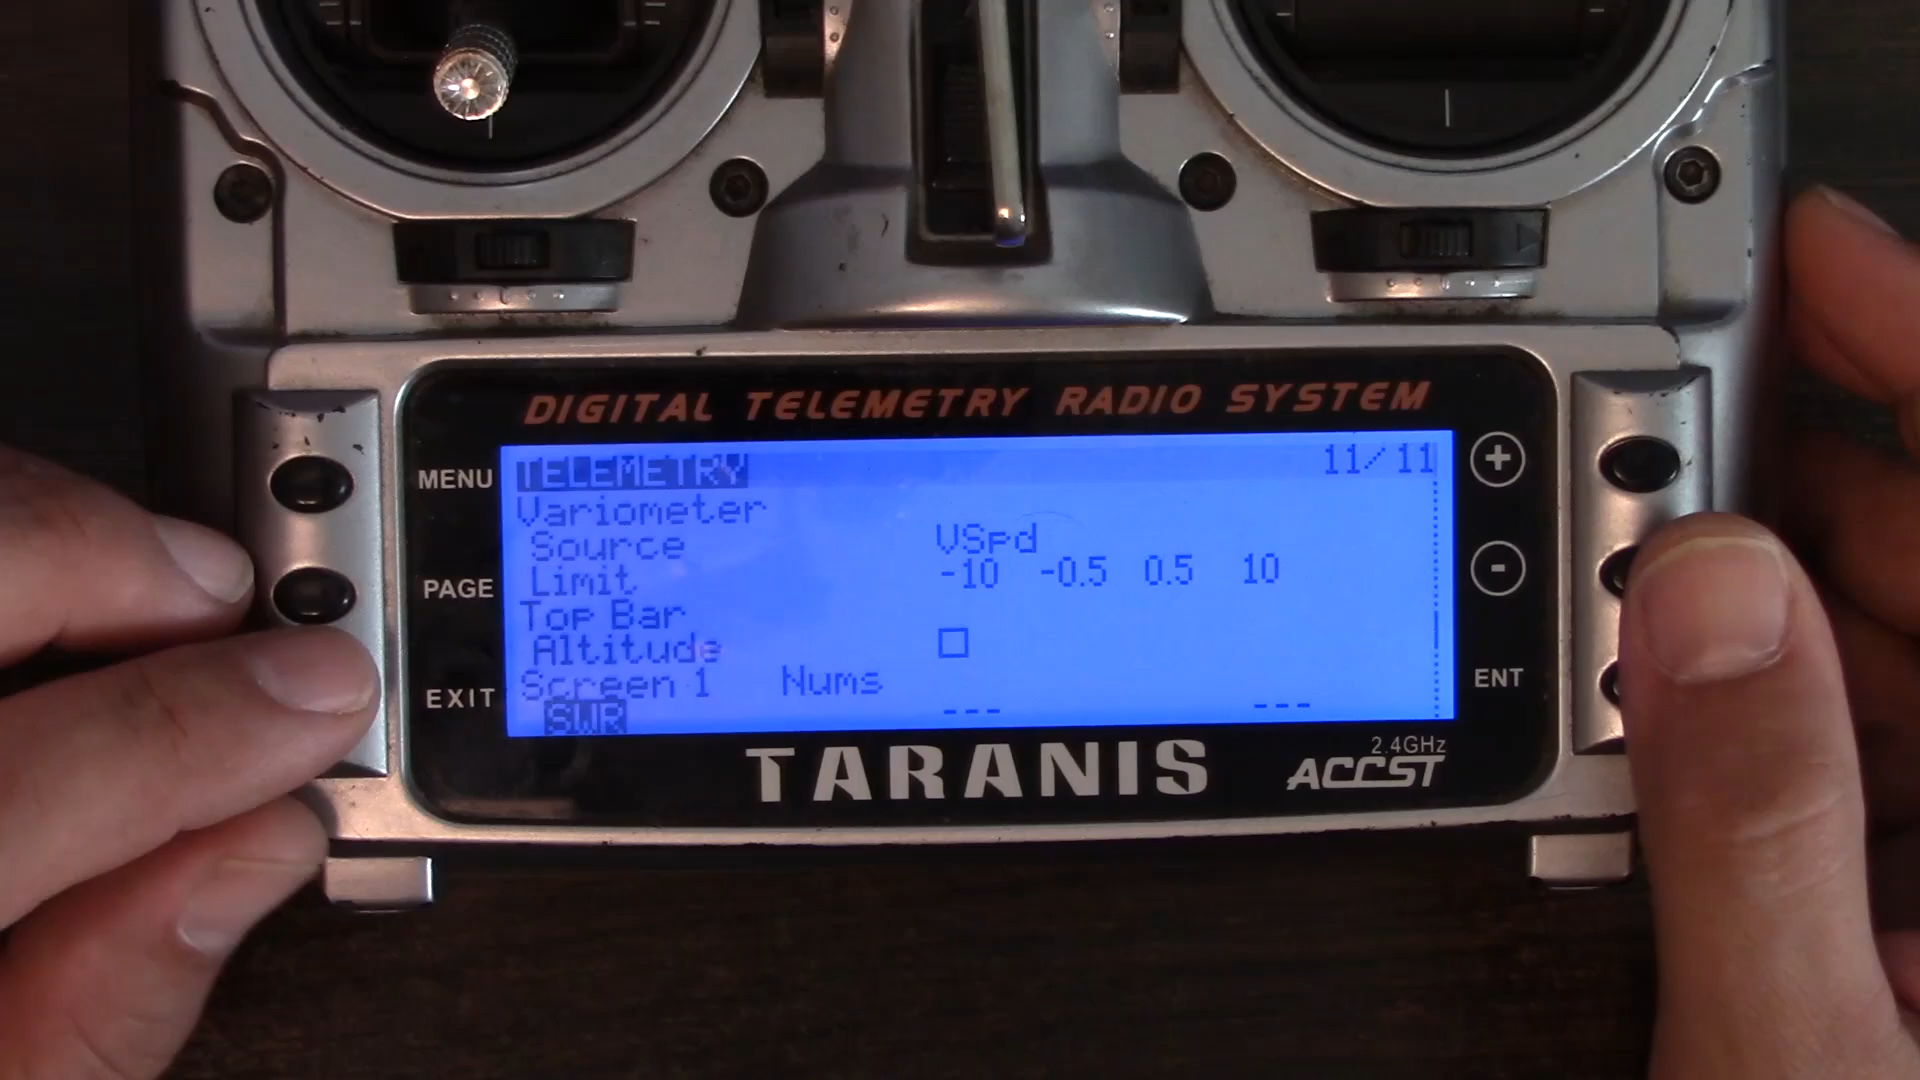 DIGITAL TELEMETRY RADIO SYSTEM
MENU
PAGE
EXIT
TELEMETRY 11/11
Variometer
Source VSpd
Limit -10 -0.5 0.5 10
Top Bar
Altitude
Screen 1 Nums
SWR --- ---
+
-
ENT
TARANIS
2.4GHz
ACCST